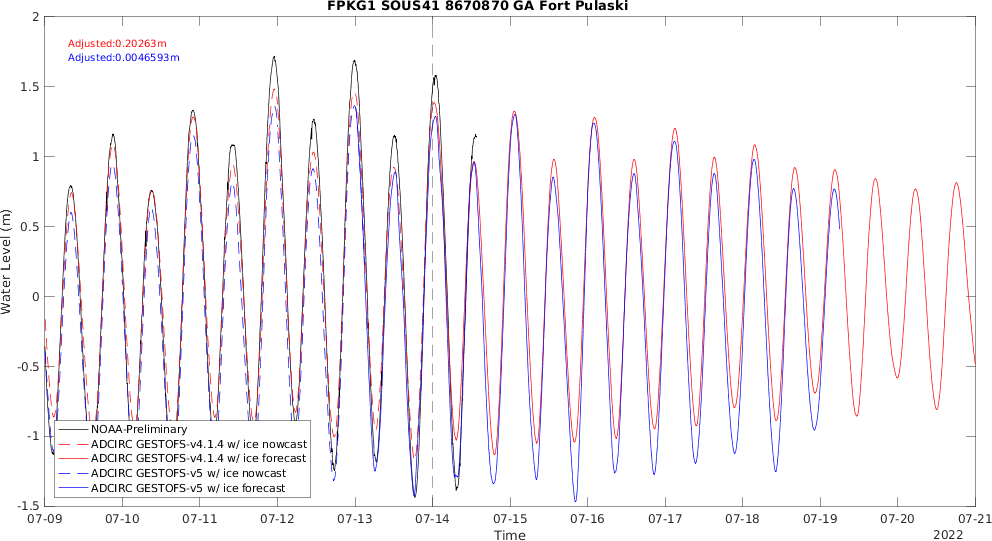 FPKG1 SOUS41 8670870 GA Fort Pulaski
Adjusted:0.20263m
Adjusted:0.0046593m
Water Level (m)
2
1.5
1
0.5
0
-0.5
-1
-1.5
NOAA-Preliminary
ADCIRC GESTOFS-v4.1.4 w/ ice nowcast
ADCIRC GESTOFS-v4.1.4 w/ ice forecast
ADCIRC GESTOFS-v5 w/ ice nowcast
ADCIRC GESTOFS-v5 w/ ice forecast
07-09 07-10 07-11 07-12 07-13 07-14 07-15 07-16 07-17 07-18 07-19 07-20 07-21
Time
2022